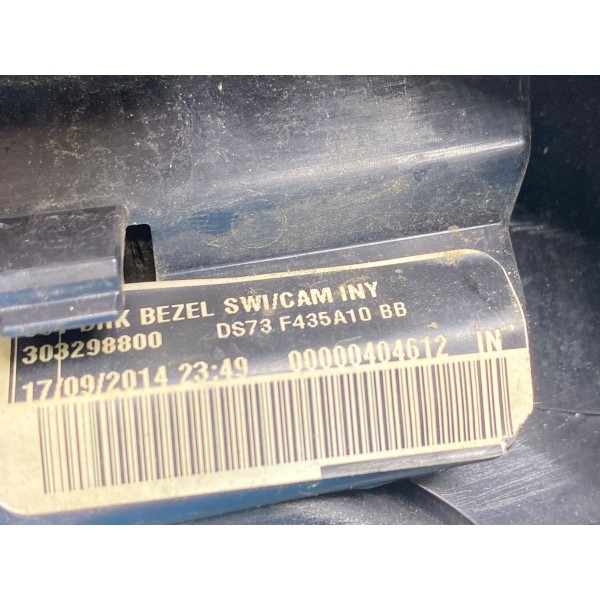 BEZEL SWI/CAM INY
303298800 DS73 F435A10 BB
17/09/2014 23:49 00000404612 IN